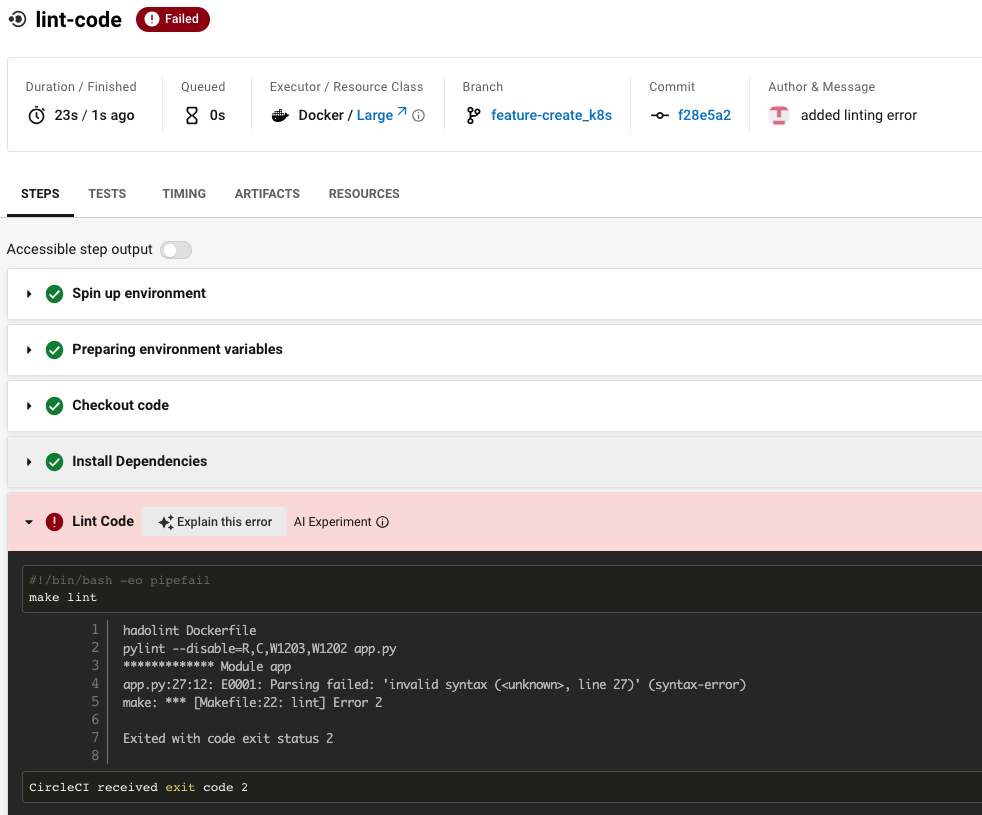 lint-code Failed
Duration / Finished Queued Executor / Resource Class Branch Commit Author & Message
23s / 1s ago 0s Docker / Large feature-create_k8s f28e5a2 added linting error
STEPS TESTS TIMING ARTIFACTS RESOURCES
Accessible step output
Spin up environment
Preparing environment variables
Checkout code
Install Dependencies
Lint Code Explain this error AI Experiment
#!/bin/bash -eo pipefail
make lint
1 hadolint Dockerfile
2 pylint --disable=R,C,W1203,W1202 app.py
3 ************* Module app
4 app.py:27:12: E0001: Parsing failed: 'invalid syntax (<unknown>, line 27)' (syntax-error)
5 make: *** [Makefile:22: lint] Error 2
6
7 Exited with code exit status 2
8
CircleCI received exit code 2